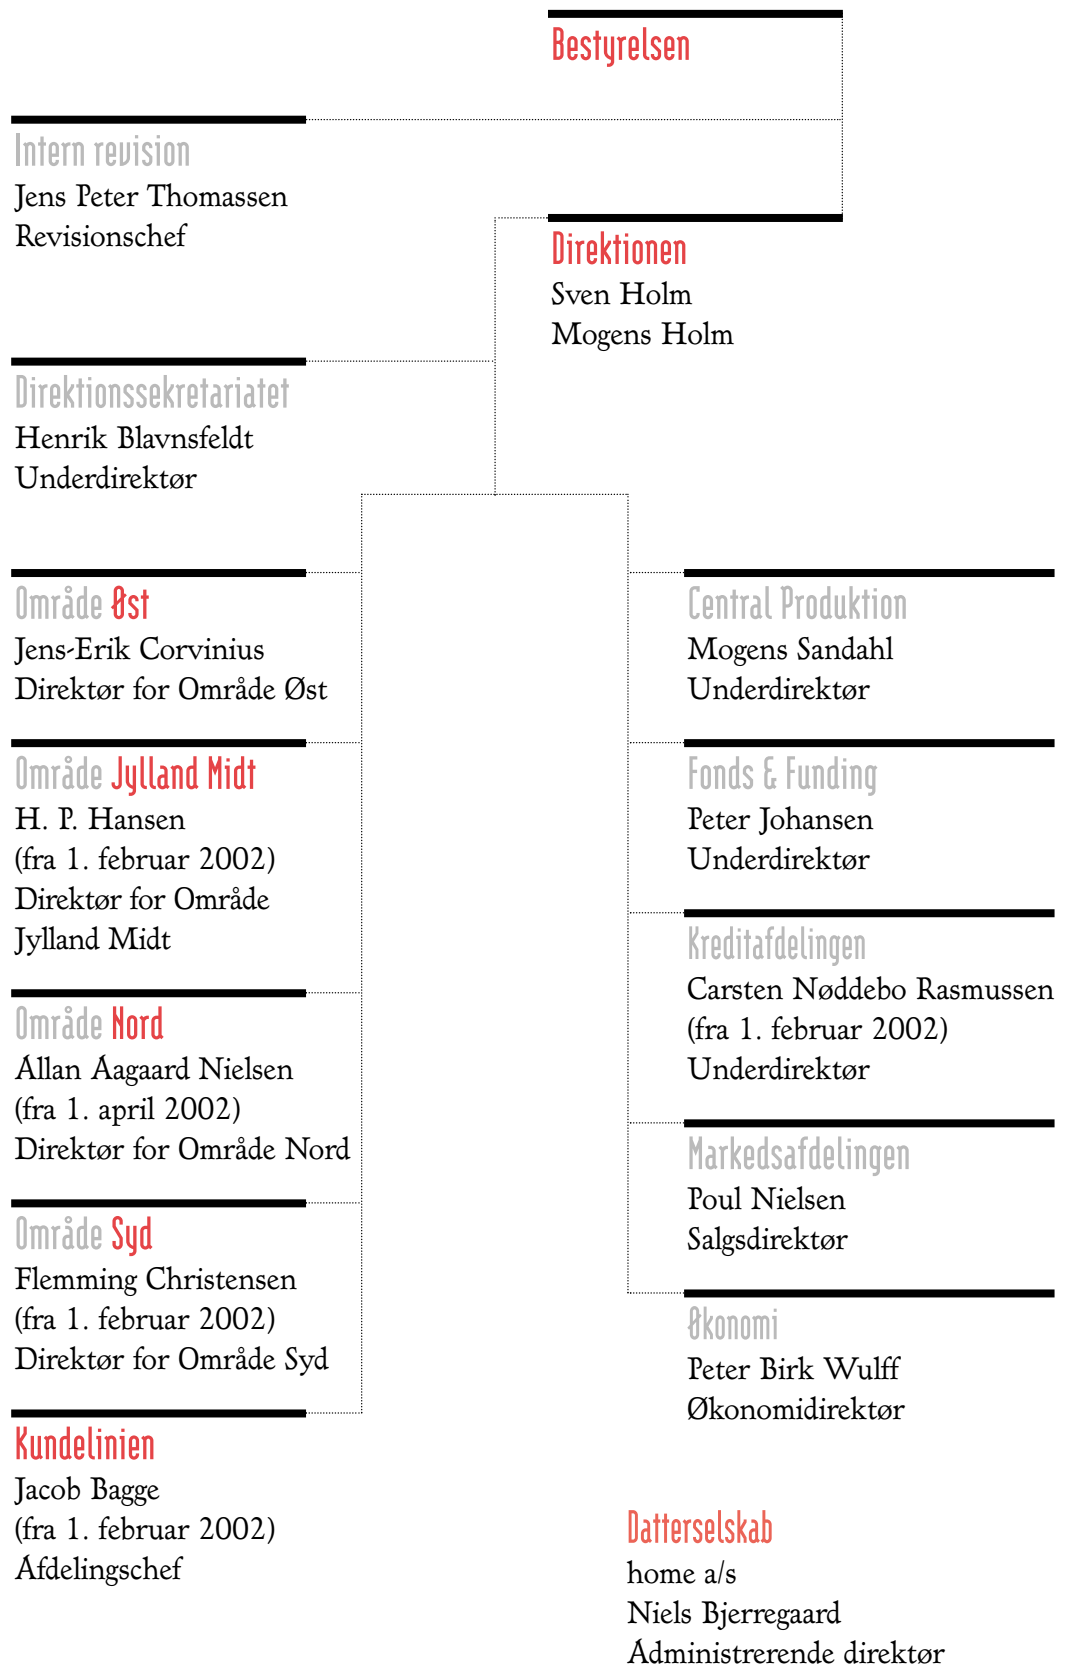 Bestyrelsen
Intern revision
Jens Peter Thomassen
Revisionschef
Direktionen
Sven Holm
Mogens Holm
Direktionssekretariatet
Henrik Blavnsfeldt
Underdirektør
Område Øst
Jens-Erik Corvinius
Direktør for Område Øst
Område Jylland Midt
H. P. Hansen
(fra 1. februar 2002)
Direktør for Område
Jylland Midt
Område Nord
Allan Aagaard Nielsen
(fra 1. april 2002)
Direktør for Område Nord
Område Syd
Flemming Christensen
(fra 1. februar 2002)
Direktør for Område Syd
Kundelinien
Jacob Bagge
(fra 1. februar 2002)
Afdelingschef
Central Produktion
Mogens Sandahl
Underdirektør
Fonds & Funding
Peter Johansen
Underdirektør
Kreditafdelingen
Carsten Nøddebo Rasmussen
(fra 1. februar 2002)
Underdirektør
Markedsafdelingen
Poul Nielsen
Salgsdirektør
Økonomi
Peter Birk Wulff
Økonomidirektør
Datterselskab
home a/s
Niels Bjerregaard
Administrerende direktør